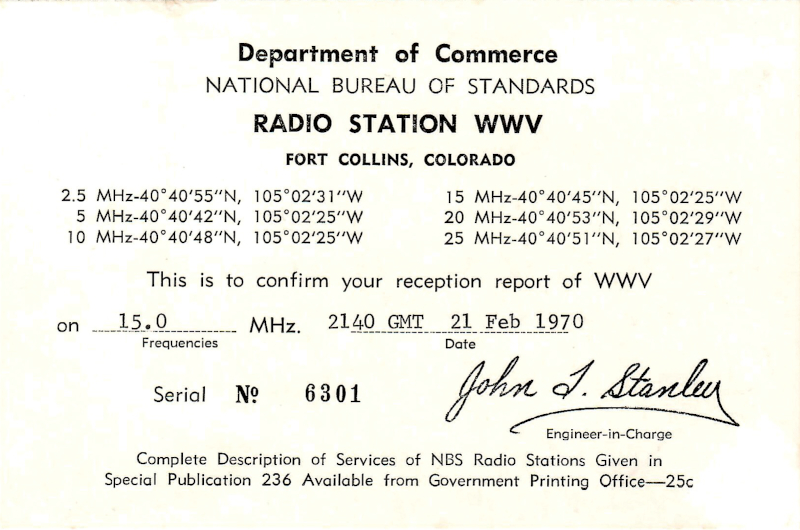 Department of Commerce
NATIONAL BUREAU OF STANDARDS
RADIO STATION WWV
FORT COLLINS, COLORADO
2.5 MHz-40°40'55"N, 105°02'31"W 15 MHz-40°40'45"N, 105°02'25"W
5 MHz-40°40'42"N, 105°02'25"W 20 MHz-40°40'53"N, 105°02'29"W
10 MHz-40°40'48"N, 105°02'25"W 25 MHz-40°40'51"N, 105°02'27"W
This is to confirm your reception report of WWV
on 15.0 MHz. 2140 GMT 21 Feb 1970
Frequencies Date
Serial № 6301 John T. Stanley
Engineer-in-Charge
Complete Description of Services of NBS Radio Stations Given in
Special Publication 236 Available from Government Printing Office—25c